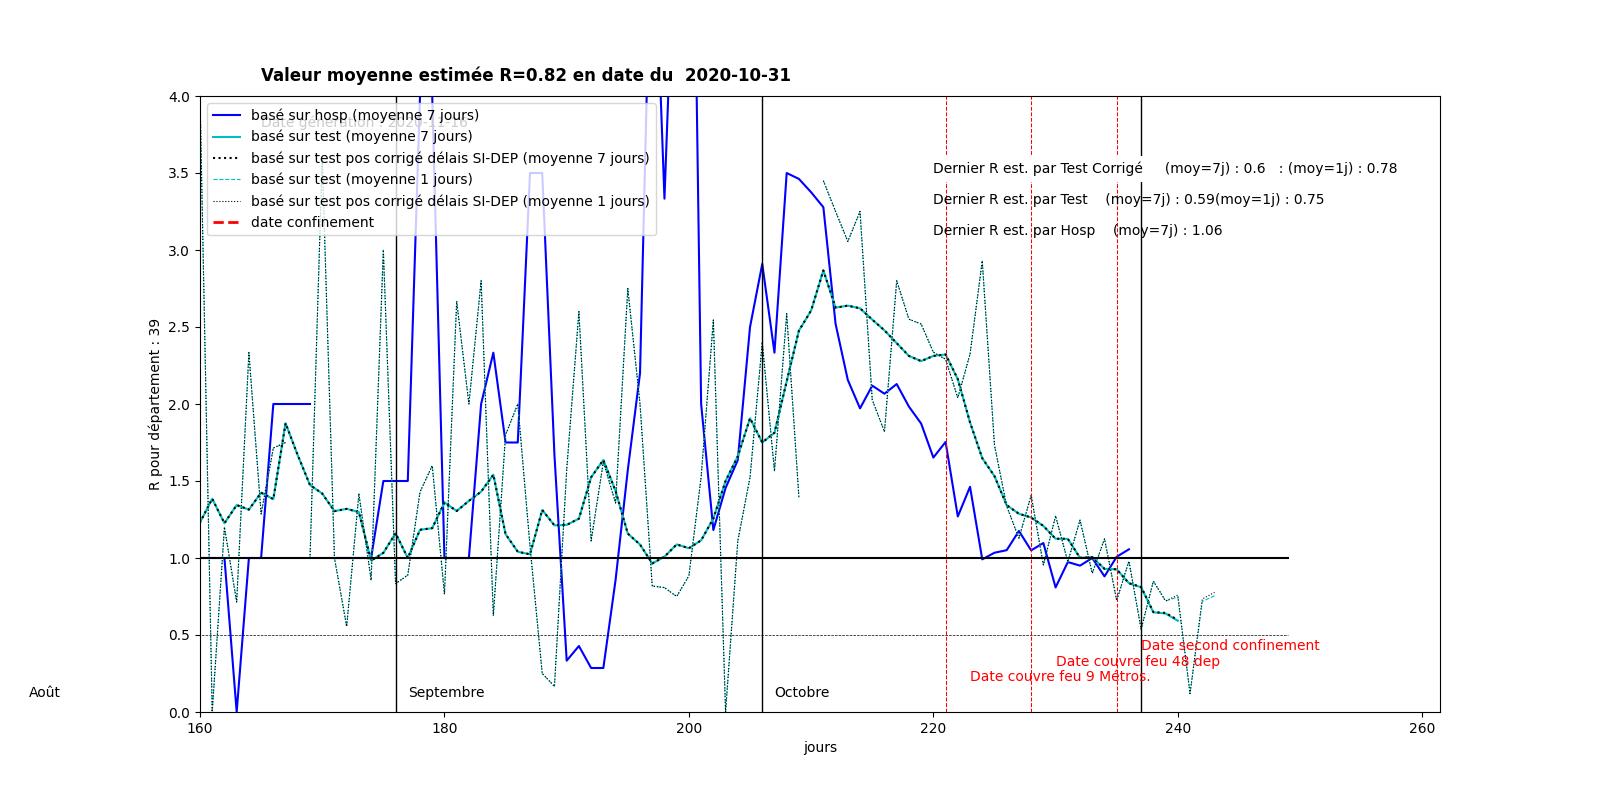 Valeur moyenne estimée R=0.82 en date du  2020-10-31
Date génération : 2020-11-16
basé sur hosp (moyenne 7 jours)
basé sur test (moyenne 7 jours)
basé sur test pos corrigé délais SI-DEP (moyenne 7 jours)
basé sur test (moyenne 1 jours)
basé sur test pos corrigé délais SI-DEP (moyenne 1 jours)
date confinement
Dernier R est. par Test Corrigé     (moy=7j) : 0.6   : (moy=1j) : 0.78
Dernier R est. par Test    (moy=7j) : 0.59(moy=1j) : 0.75
Dernier R est. par Hosp    (moy=7j) : 1.06
4.0
3.5
3.0
2.5
2.0
1.5
1.0
0.5
0.0
R pour département : 39
Date second confinement
Date couvre feu 48 dep
Date couvre feu 9 Métros.
Août
Septembre
Octobre
160
180
200
220
240
260
jours